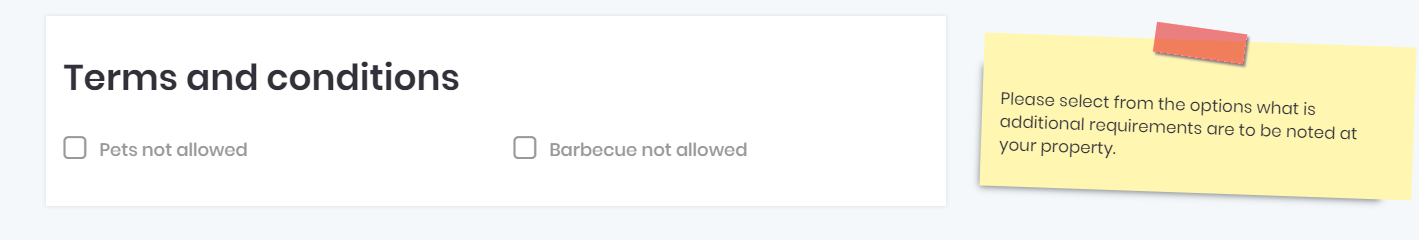 Terms and conditions
Pets not allowed
Barbecue not allowed
Please select from the options what is
additional requirements are to be noted at
your property.